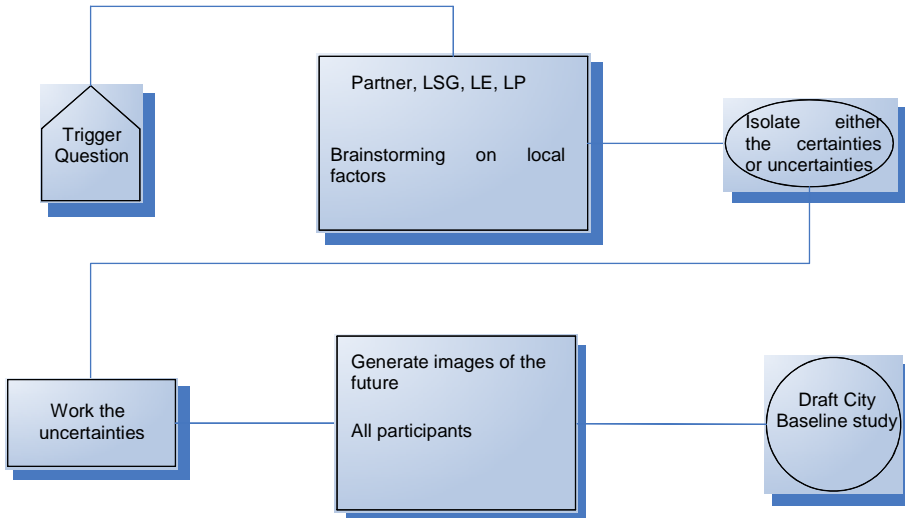 Trigger
Question
Partner, LSG, LE, LP
Brainstorming on local
factors
Isolate either
the certainties
or uncertainties
Work the
uncertainties
Generate images of the
future
All participants
Draft City
Baseline study